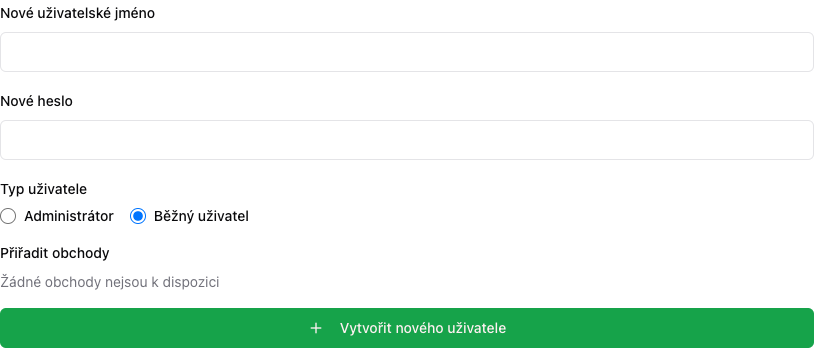 Nové uživatelské jméno
Nové heslo
Typ uživatele
Administrátor Běžný uživatel
Přiřadit obchody
Žádné obchody nejsou k dispozici
+ Vytvořit nového uživatele